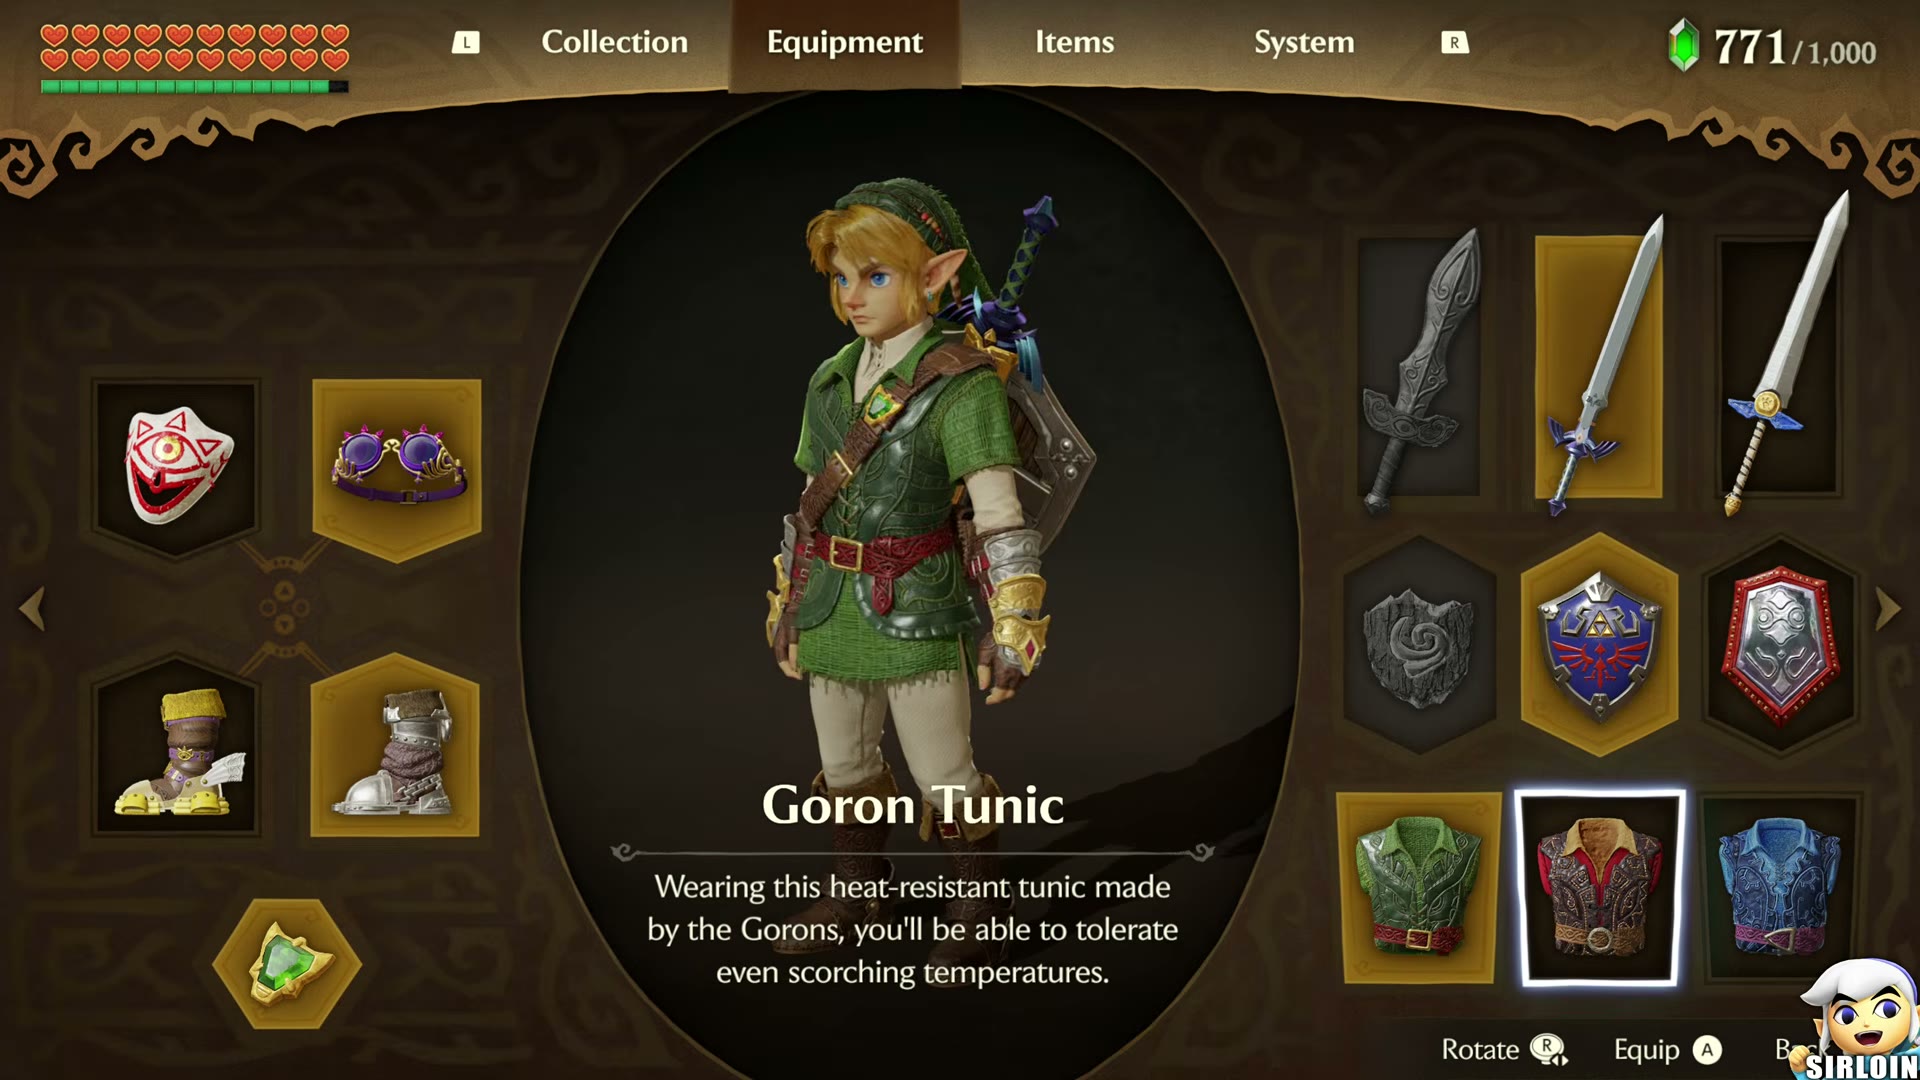 L
Collection
Equipment
Items
System
R
771/1,000
Goron Tunic
Wearing this heat-resistant tunic made
by the Gorons, you'll be able to tolerate
even scorching temperatures.
Rotate R
Equip A
SIRLOIN